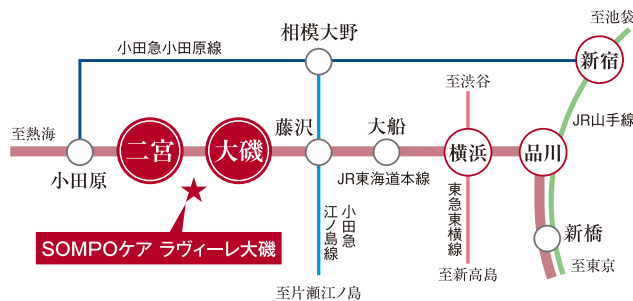 至池袋
相模大野
小田急小田原線
新宿
至渋谷
JR山手線
至熱海
藤沢
大船
二宮
大磯
横浜
品川
小田原
JR東海道本線
小田急
江ノ島線
東急東横線
新橋
SOMPOケア ラヴィーレ大磯
至東京
至新高島
至片瀬江ノ島